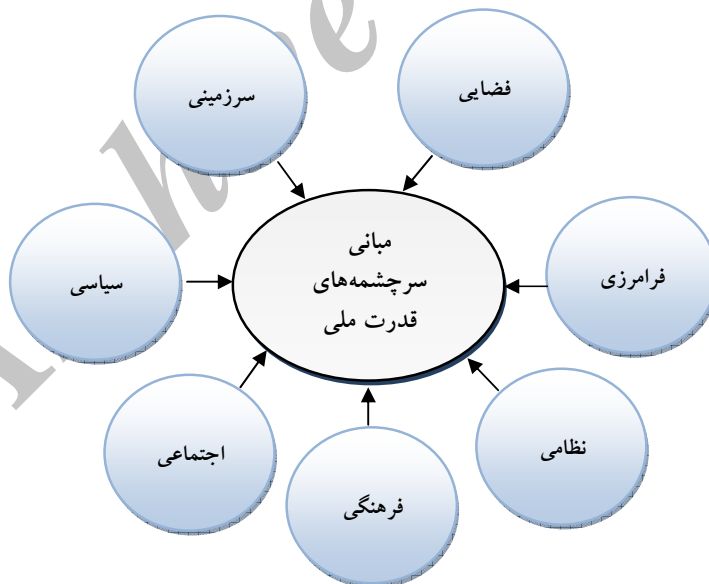 سرزمینی
فضایی
مبانی
سرچشمه‌های
قدرت ملی
فرامرزی
سیاسی
نظامی
اجتماعی
فرهنگی